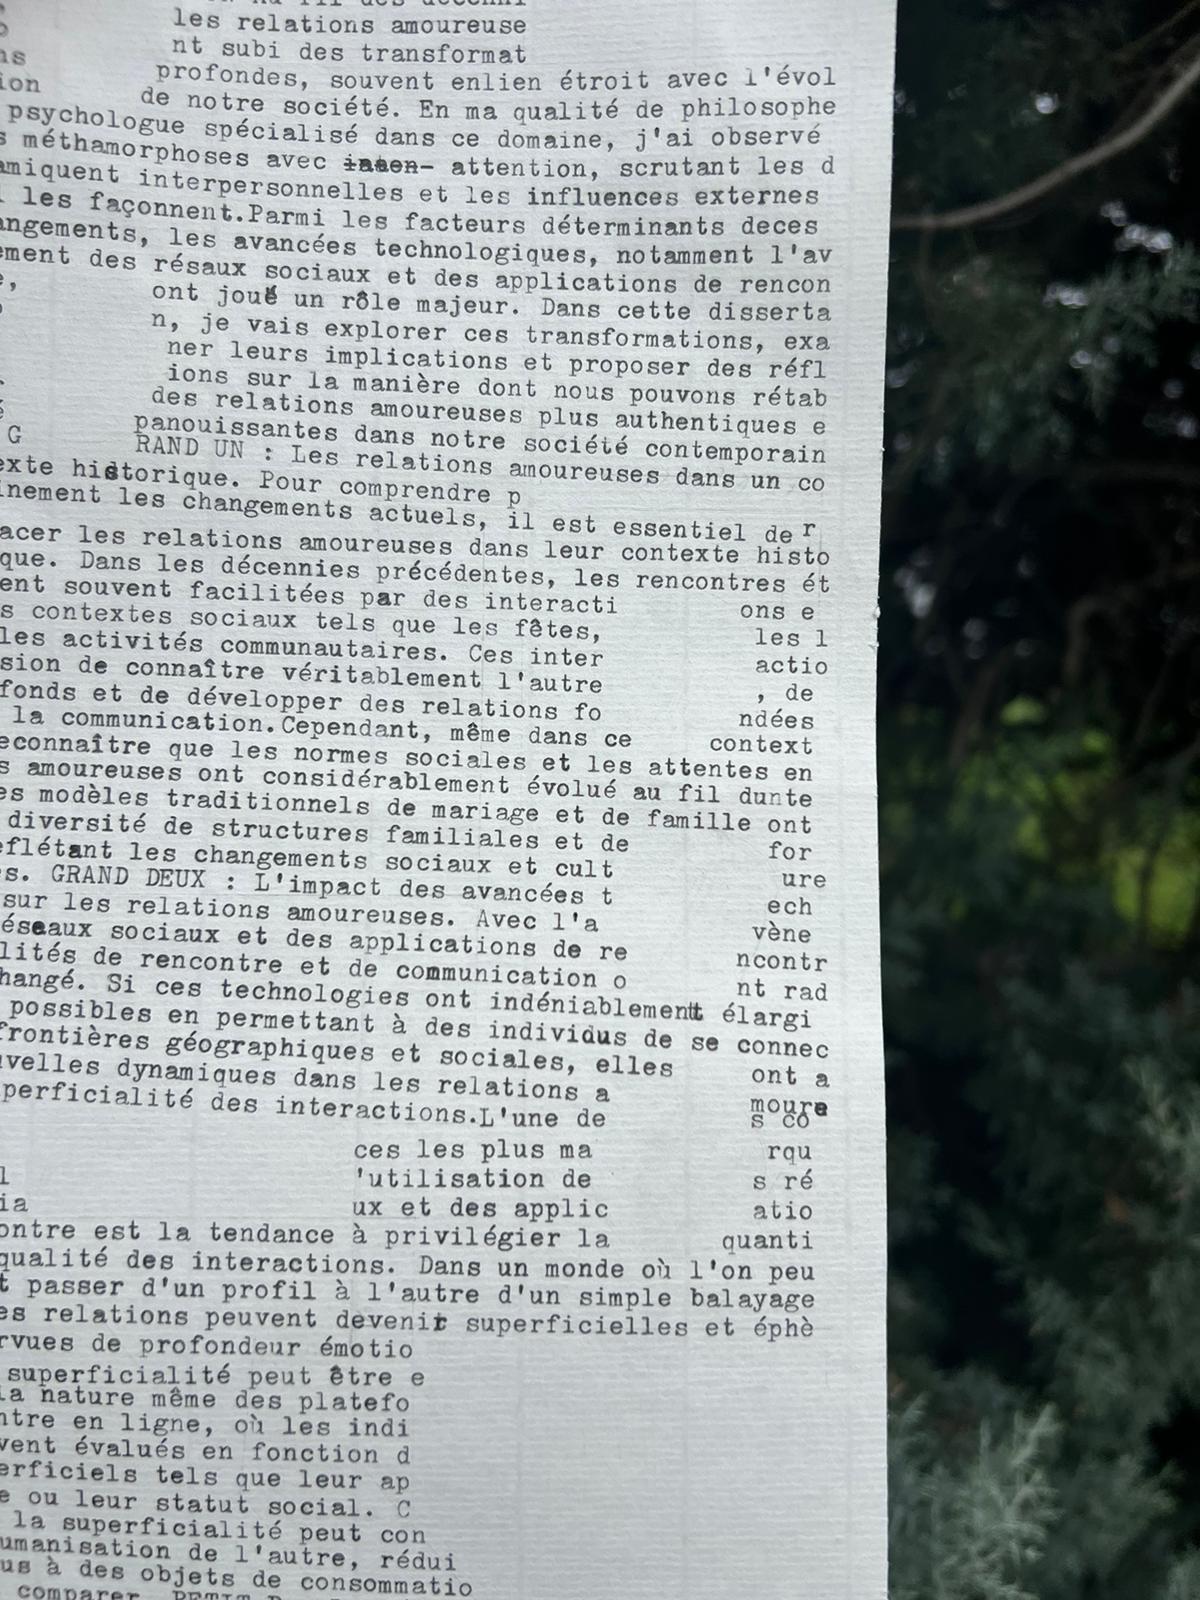 les relations amoureuse
nt subi des transformat
ns profondes, souvent enlien étroit avec l'évol
ion de notre société. En ma qualité de philosophe
psychologue spécialisé dans ce domaine, j'ai observé
s méthamorphoses avec inten- attention, scrutant les d
amiquent interpersonnelles et les influences externes
les façonnent.Parmi les facteurs déterminants deces
angements, les avancées technologiques, notamment l'av
ement des résaux sociaux et des applications de rencon
e, ont joué un rôle majeur. Dans cette disserta
n, je vais explorer ces transformations, exa
ner leurs implications et proposer des réfl
ions sur la manière dont nous pouvons rétab
des relations amoureuses plus authentiques e
é panouissantes dans notre société contemporain
G RAND UN : Les relations amoureuses dans un co
exte historique. Pour comprendre p
inement les changements actuels, il est essentiel de r
acer les relations amoureuses dans leur contexte histo
que. Dans les décennies précédentes, les rencontres ét
ent souvent facilitées par des interacti ons e
s contextes sociaux tels que les fêtes, les l
les activités communautaires. Ces inter actio
sion de connaître véritablement l'autre , de
fonds et de développer des relations fo ndées
la communication.Cependant, même dans ce context
econnaître que les normes sociales et les attentes en
s amoureuses ont considérablement évolué au fil dunte
es modèles traditionnels de mariage et de famille ont
diversité de structures familiales et de for
eflétant les changements sociaux et cult ure
s. GRAND DEUX : L'impact des avancées t ech
sur les relations amoureuses. Avec l'a vène
éseaux sociaux et des applications de re ncontr
lités de rencontre et de communication o nt rad
hangé. Si ces technologies ont indéniablement élargi
possibles en permettant à des individus de se connec
frontières géographiques et sociales, elles ont a
uvelles dynamiques dans les relations a moure
perficialité des interactions.L'une de s co
ces les plus ma rqu
l 'utilisation de s ré
ia ux et des applic atio
ontre est la tendance à privilégier la quanti
qualité des interactions. Dans un monde où l'on peu
t passer d'un profil à l'autre d'un simple balayage
es relations peuvent devenir superficielles et éphè
rvues de profondeur émotio
superficialité peut être e
la nature même des platefo
ntre en ligne, où les indi
vent évalués en fonction d
erficiels tels que leur ap
e ou leur statut social. C
la superficialité peut con
umanisation de l'autre, rédui
us à des objets de consommatio
comparer.